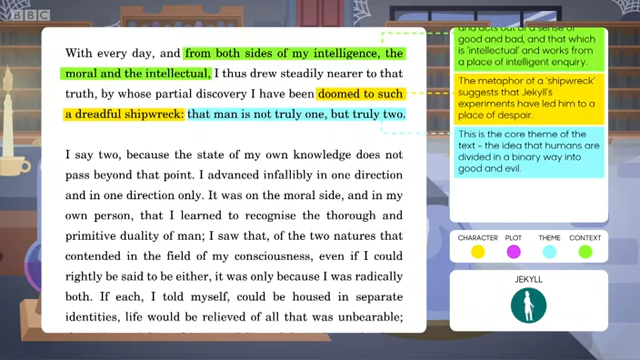 BBC
With every day, and from both sides of my intelligence, the
moral and the intellectual, I thus drew steadily nearer to that
truth, by whose partial discovery I have been doomed to such
a dreadful shipwreck: that man is not truly one, but truly two.
I say two, because the state of my own knowledge does not
pass beyond that point. I advanced infallibly in one direction
and in one direction only. It was on the moral side, and in my
own person, that I learned to recognise the thorough and
primitive duality of man; I saw that, of the two natures that
contended in the field of my consciousness, even if I could
rightly be said to be either, it was only because I was radically
both. If each, I told myself, could be housed in separate
identities, life would be relieved of all that was unbearable;
and acts out of a sense of
good and bad, and that which
is 'intellectual' and works from
a place of intelligent enquiry.
The metaphor of a 'shipwreck'
suggests that Jekyll's
experiments have led him to a
place of despair.
This is the core theme of the
text - the idea that humans are
divided in a binary way into
good and evil.
CHARACTER PLOT THEME CONTEXT
JEKYLL